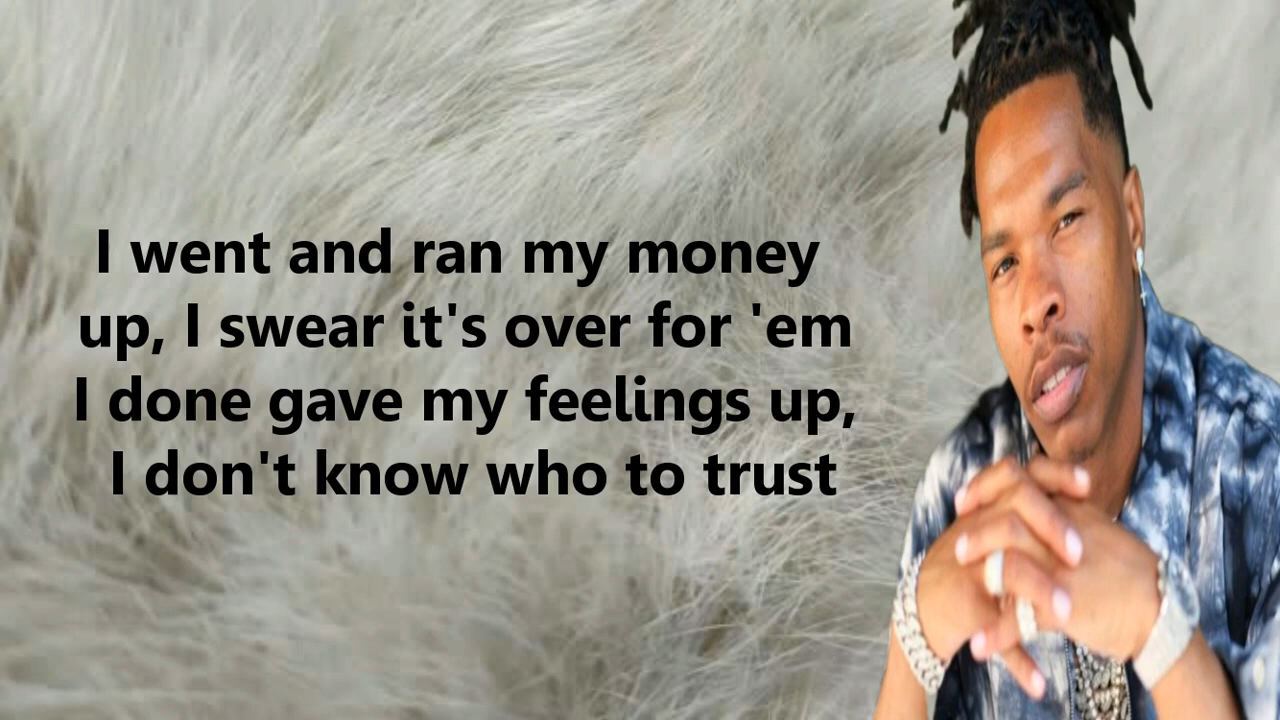 I went and ran my money
up, I swear it's over for 'em
I done gave my feelings up,
I don't know who to trust